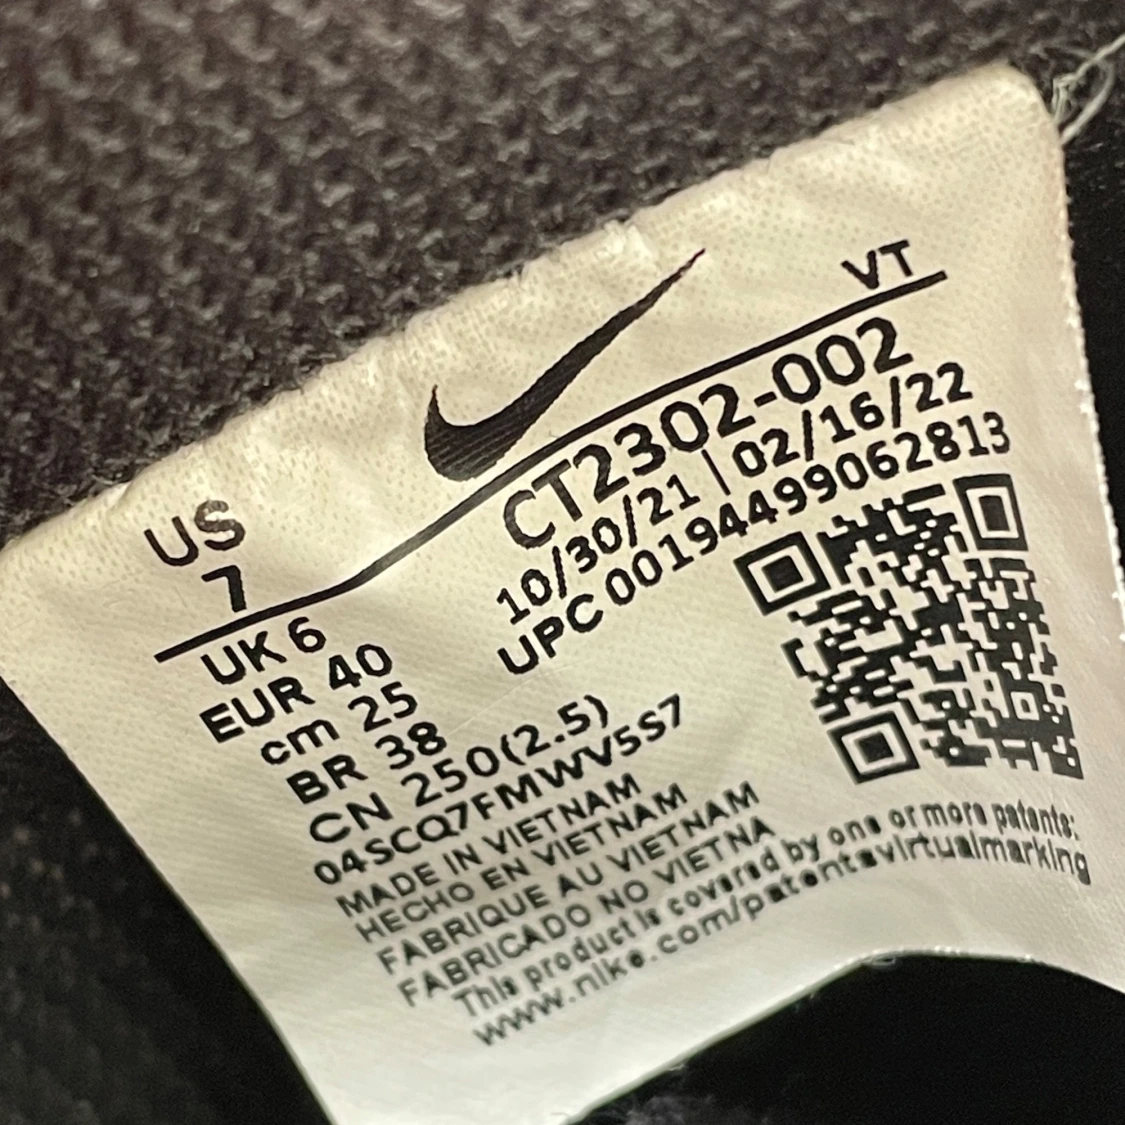 VT
US
7
CT2302-002
10/30/21 | 02/16/22
UPC 00194499062813
UK 6
EUR 40
cm 25
BR 38
CN 250(2.5)
04SCQ7FMWV5S7
MADE IN VIETNAM
HECHO EN VIETNAM
FABRIQUE AU VIETNAM
FABRICADO NO VIETNA
This product is covered by one or more patents:
www.nike.com/patentsvirtualmarking